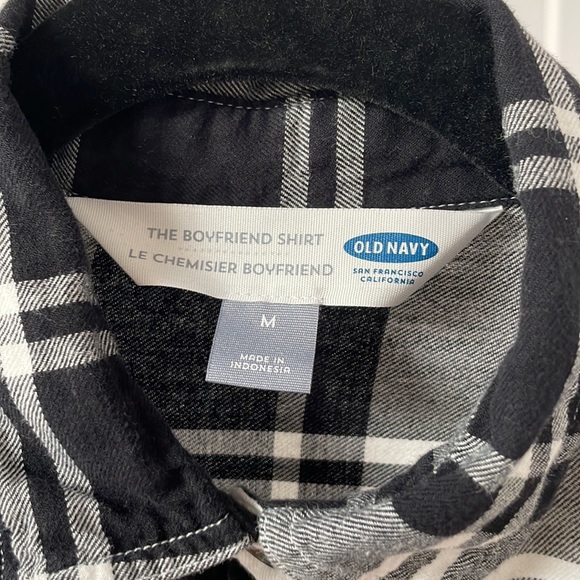 THE BOYFRIEND SHIRT
LE CHEMISIER BOYFRIEND
OLD NAVY
SAN FRANCISCO
CALIFORNIA
M
MADE IN
INDONESIA